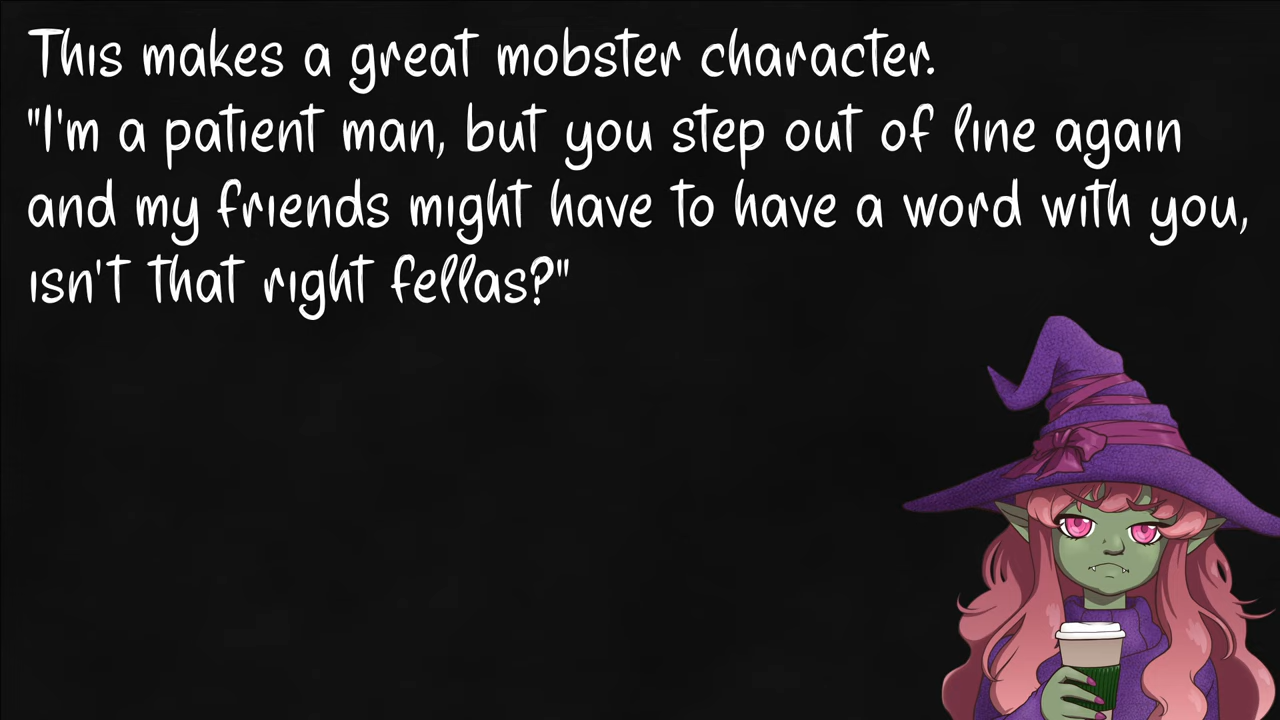 This makes a great mobster character.
"I'm a patient man, but you step out of line again
and my friends might have to have a word with you,
isn't that right fellas?"